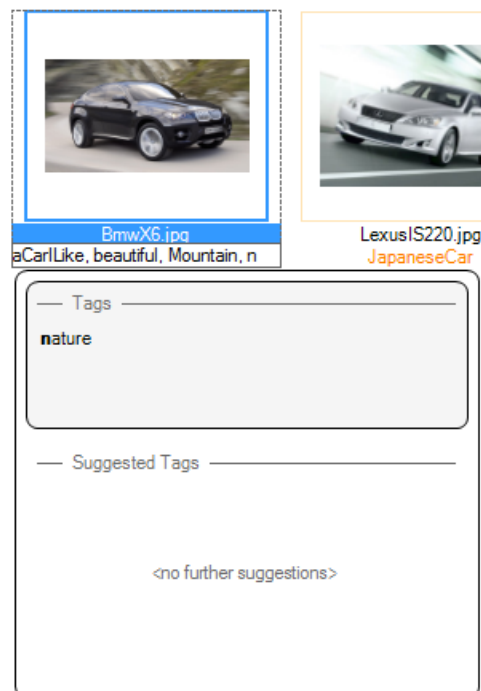 BmwX6.jpg
LexusIS220.jpg
aCarILike, beautiful, Mountain, n
JapaneseCar
Tags
nature
Suggested Tags
<no further suggestions>